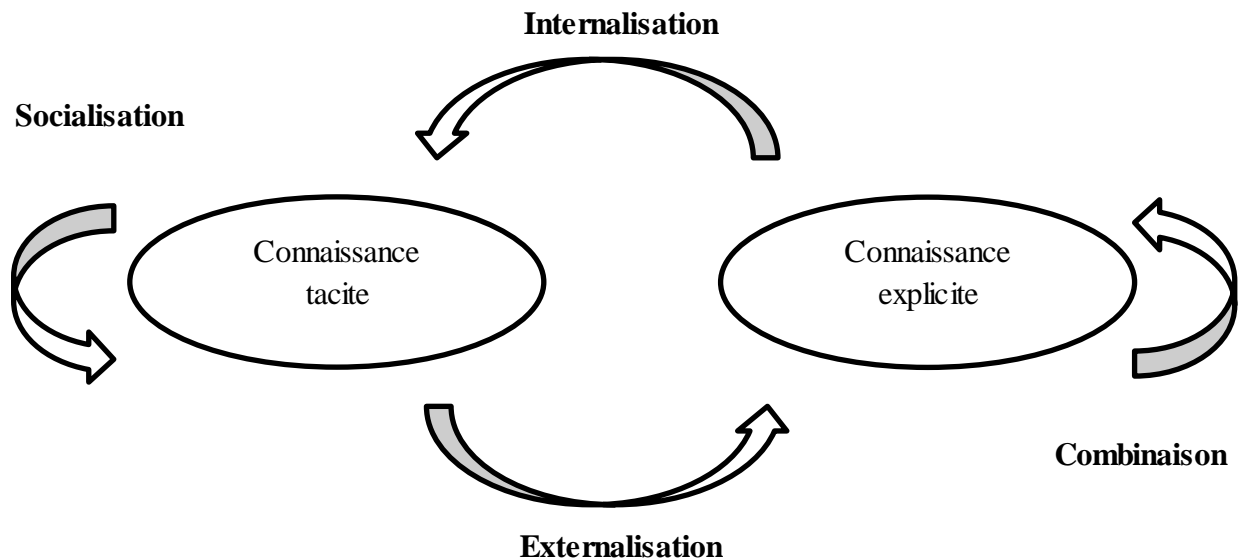 Internalisation
Socialisation
Connaissance
tacite
Connaissance
explicite
Combinaison
Externalisation